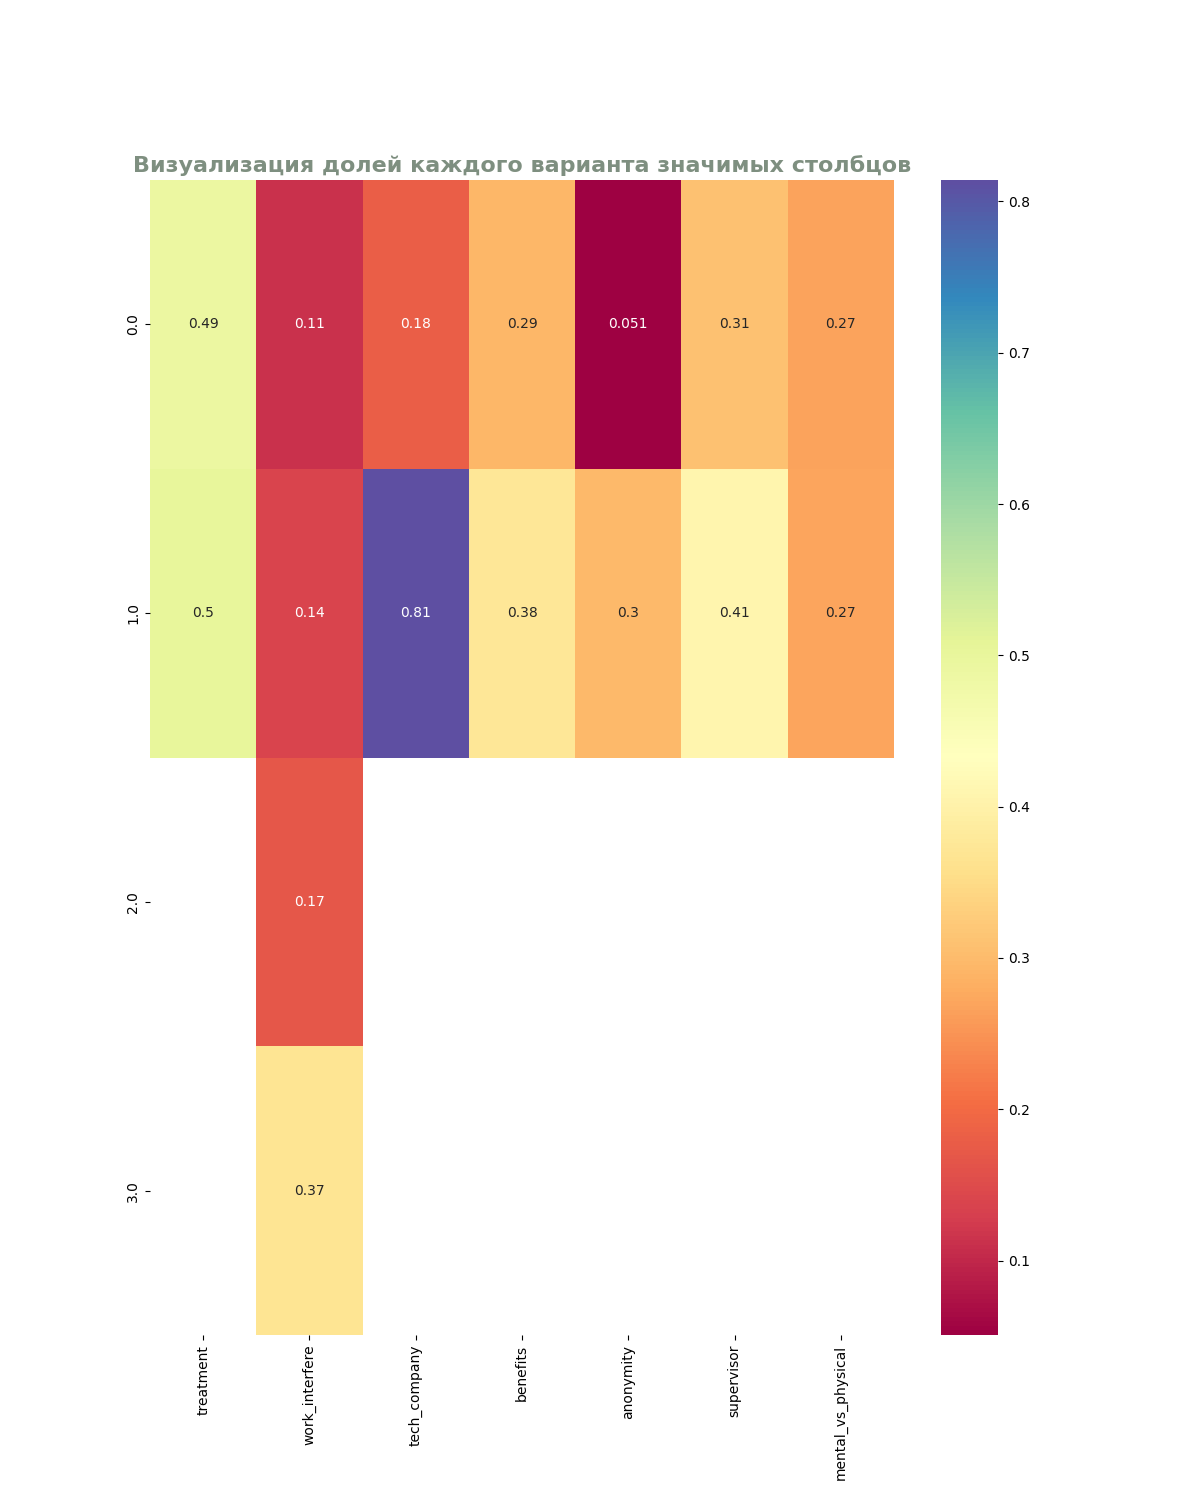 Визуализация долей каждого варианта значимых столбцов
0.0
0.49 0.11 0.18 0.29 0.051 0.31 0.27
1.0
0.5 0.14 0.81 0.38 0.3 0.41 0.27
2.0
0.17
3.0
0.37
treatment
work_interfere
tech_company
benefits
anonymity
supervisor
mental_vs_physical
0.8
0.7
0.6
0.5
0.4
0.3
0.2
0.1